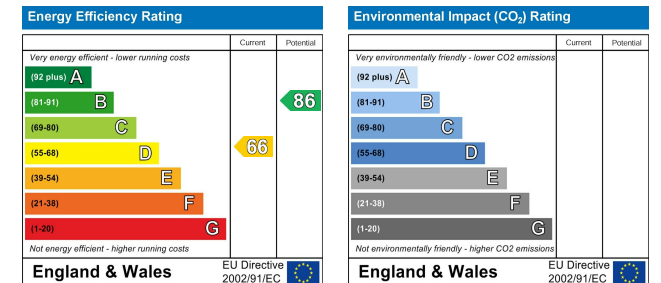 Energy Efficiency Rating
Current Potential
Very energy efficient - lower running costs
(92 plus) A
(81-91) B
86
(69-80) C
(55-68) D
66
(39-54) E
(21-38) F
(1-20) G
Not energy efficient - higher running costs
England & Wales
EU Directive
2002/91/EC
Environmental Impact (CO2) Rating
Current Potential
Very environmentally friendly - lower CO2 emissions
(92 plus) A
(81-91) B
(69-80) C
(55-68) D
(39-54) E
(21-38) F
(1-20) G
Not environmentally friendly - higher CO2 emissions
England & Wales
EU Directive
2002/91/EC